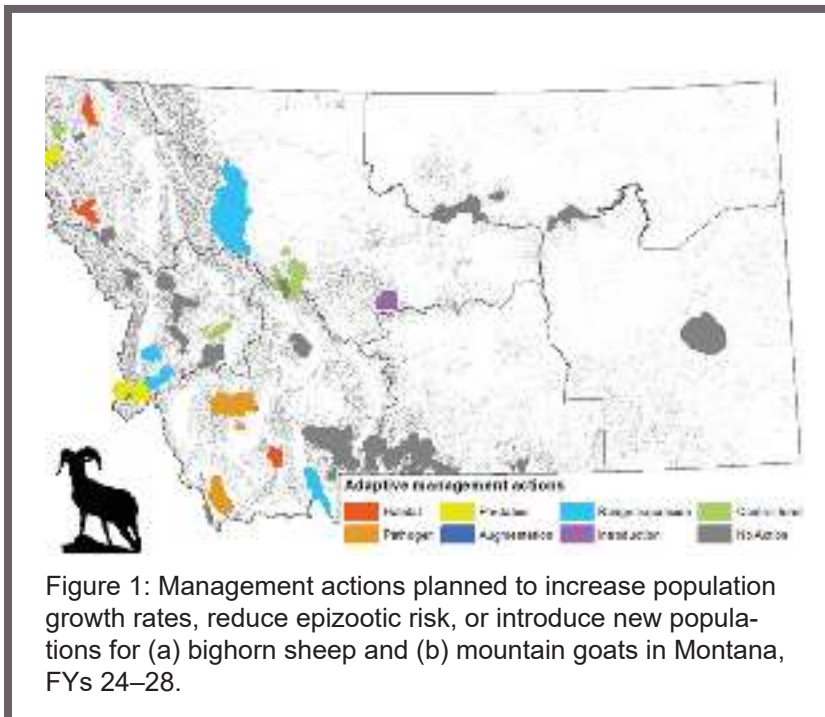 Adaptive management actions
Habitat
Predation
Range expansion
Pathogen
Augmentation
Introduction
No Action
Figure 1: Management actions planned to increase population
growth rates, reduce epizootic risk, or introduce new popula-
tions for (a) bighorn sheep and (b) mountain goats in Montana,
FYs 24–28.